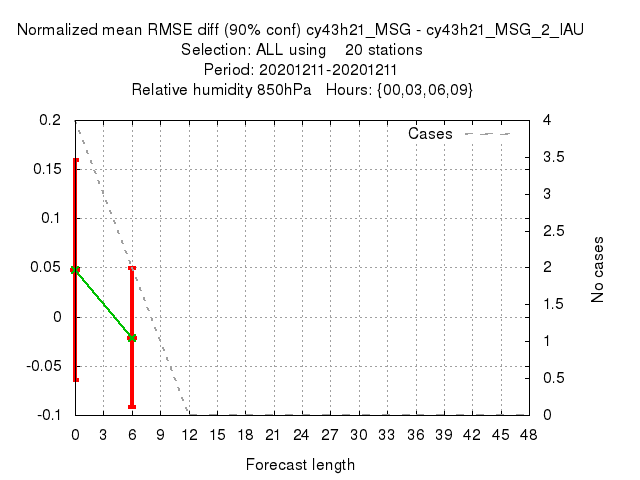 Normalized mean RMSE diff (90% conf) cy43h21_MSG - cy43h21_MSG_2_IAU
Selection: ALL using 20 stations
Period: 20201211-20201211
Relative humidity 850hPa Hours: {00,03,06,09}
Cases
0.2
0.15
0.1
0.05
0
-0.05
-0.1
4
3.5
3
2.5
2
1.5
1
0.5
0
No cases
0 3 6 9 12 15 18 21 24 27 30 33 36 39 42 45 48
Forecast length